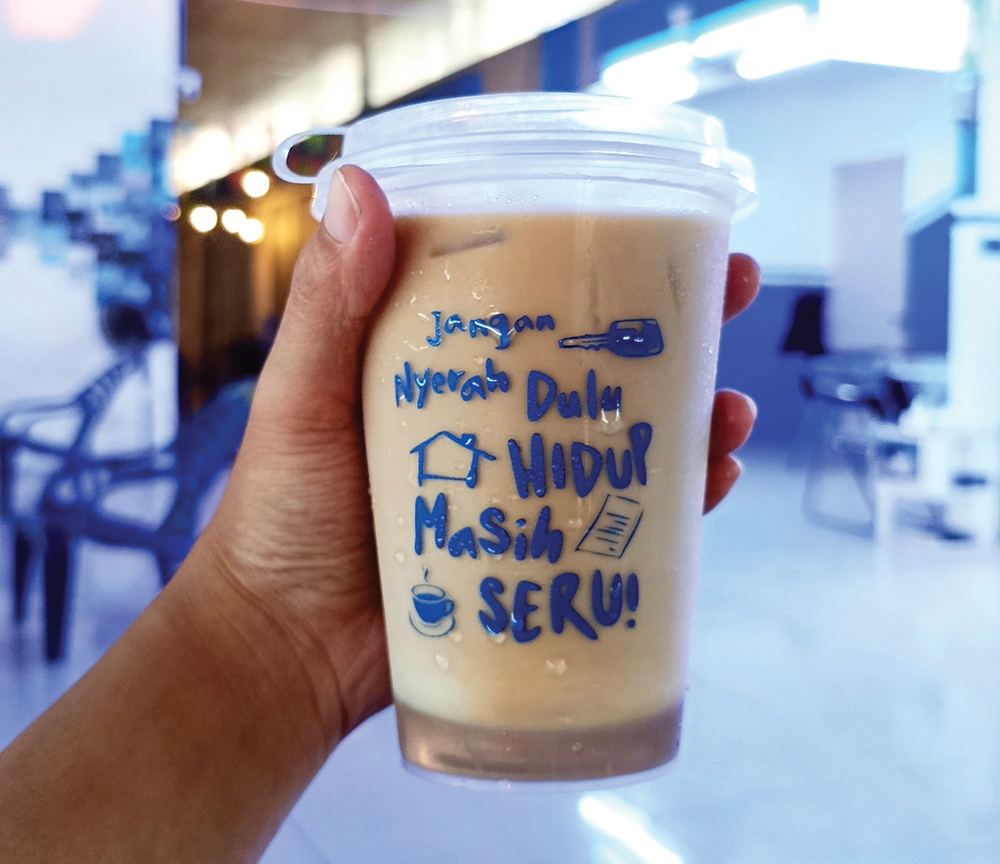 Jangan
Nyerah Dulu
HIDUP
Masih
SERU!